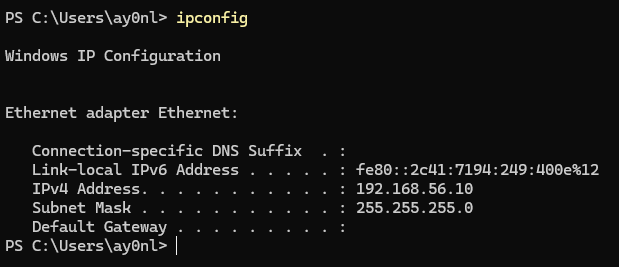 PS C:\Users\ay0nl> ipconfig
Windows IP Configuration
Ethernet adapter Ethernet:
Connection-specific DNS Suffix  . :
Link-local IPv6 Address . . . . . : fe80::2c41:7194:249:400e%12
IPv4 Address. . . . . . . . . . . : 192.168.56.10
Subnet Mask . . . . . . . . . . . : 255.255.255.0
Default Gateway . . . . . . . . . :
PS C:\Users\ay0nl>